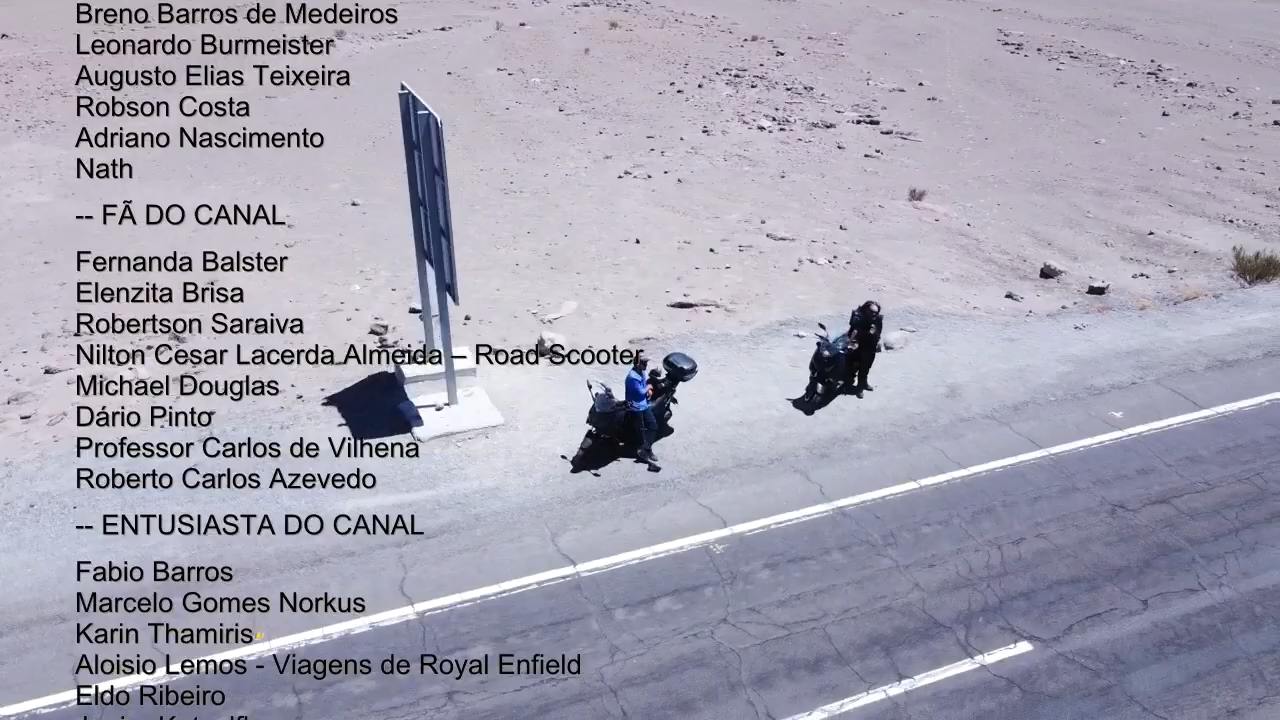 Breno Barros de Medeiros
Leonardo Burmeister
Augusto Elias Teixeira
Robson Costa
Adriano Nascimento
Nath
-- FÃ DO CANAL
Fernanda Balster
Elenzita Brisa
Robertson Saraiva
Nilton Cesar Lacerda Almeida – Road Scooter
Michael Douglas
Dário Pinto
Professor Carlos de Vilhena
Roberto Carlos Azevedo
-- ENTUSIASTA DO CANAL
Fabio Barros
Marcelo Gomes Norkus
Karin Thamiris
Aloisio Lemos - Viagens de Royal Enfield
Eldo Ribeiro